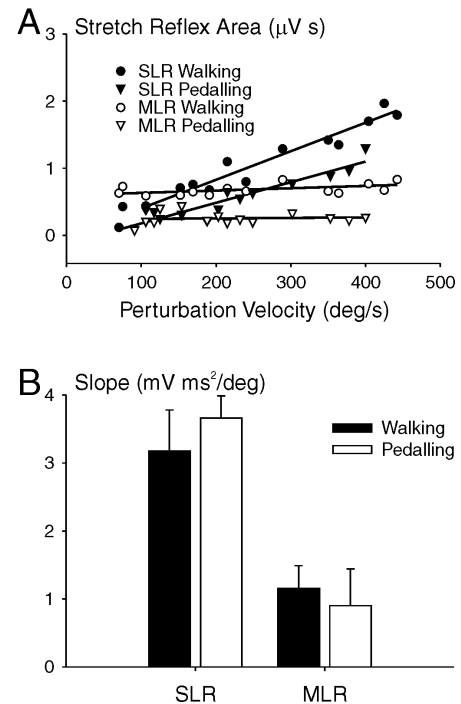 A
Stretch Reflex Area (μV s)
3
2
1
0
SLR Walking
SLR Pedalling
MLR Walking
MLR Pedalling
0 100 200 300 400 500
Perturbation Velocity (deg/s)
B
Slope (mV ms²/deg)
4
3
2
1
0
Walking
Pedalling
SLR MLR